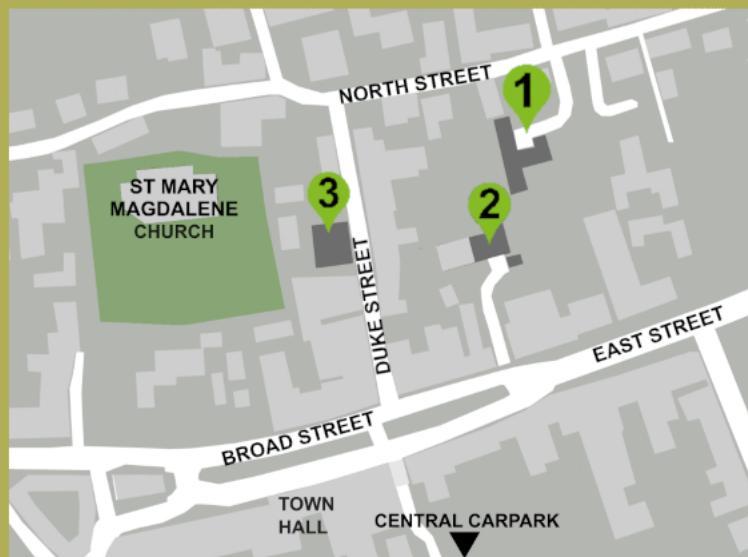 NORTH STREET
1
ST MARY
MAGDALENE
CHURCH
3
2
DUKE STREET
EAST STREET
BROAD STREET
TOWN
HALL
CENTRAL CARPARK